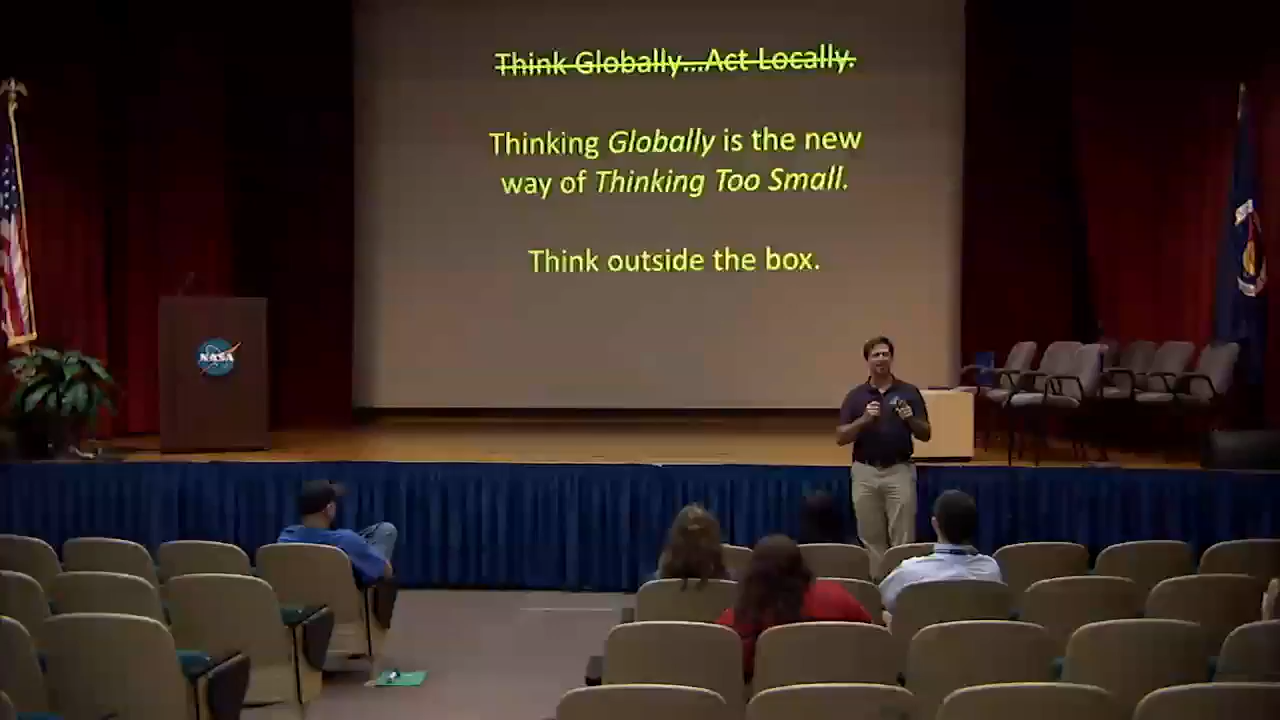 Think Globally...Act Locally.
Thinking Globally is the new
way of Thinking Too Small.
Think outside the box.
NASA